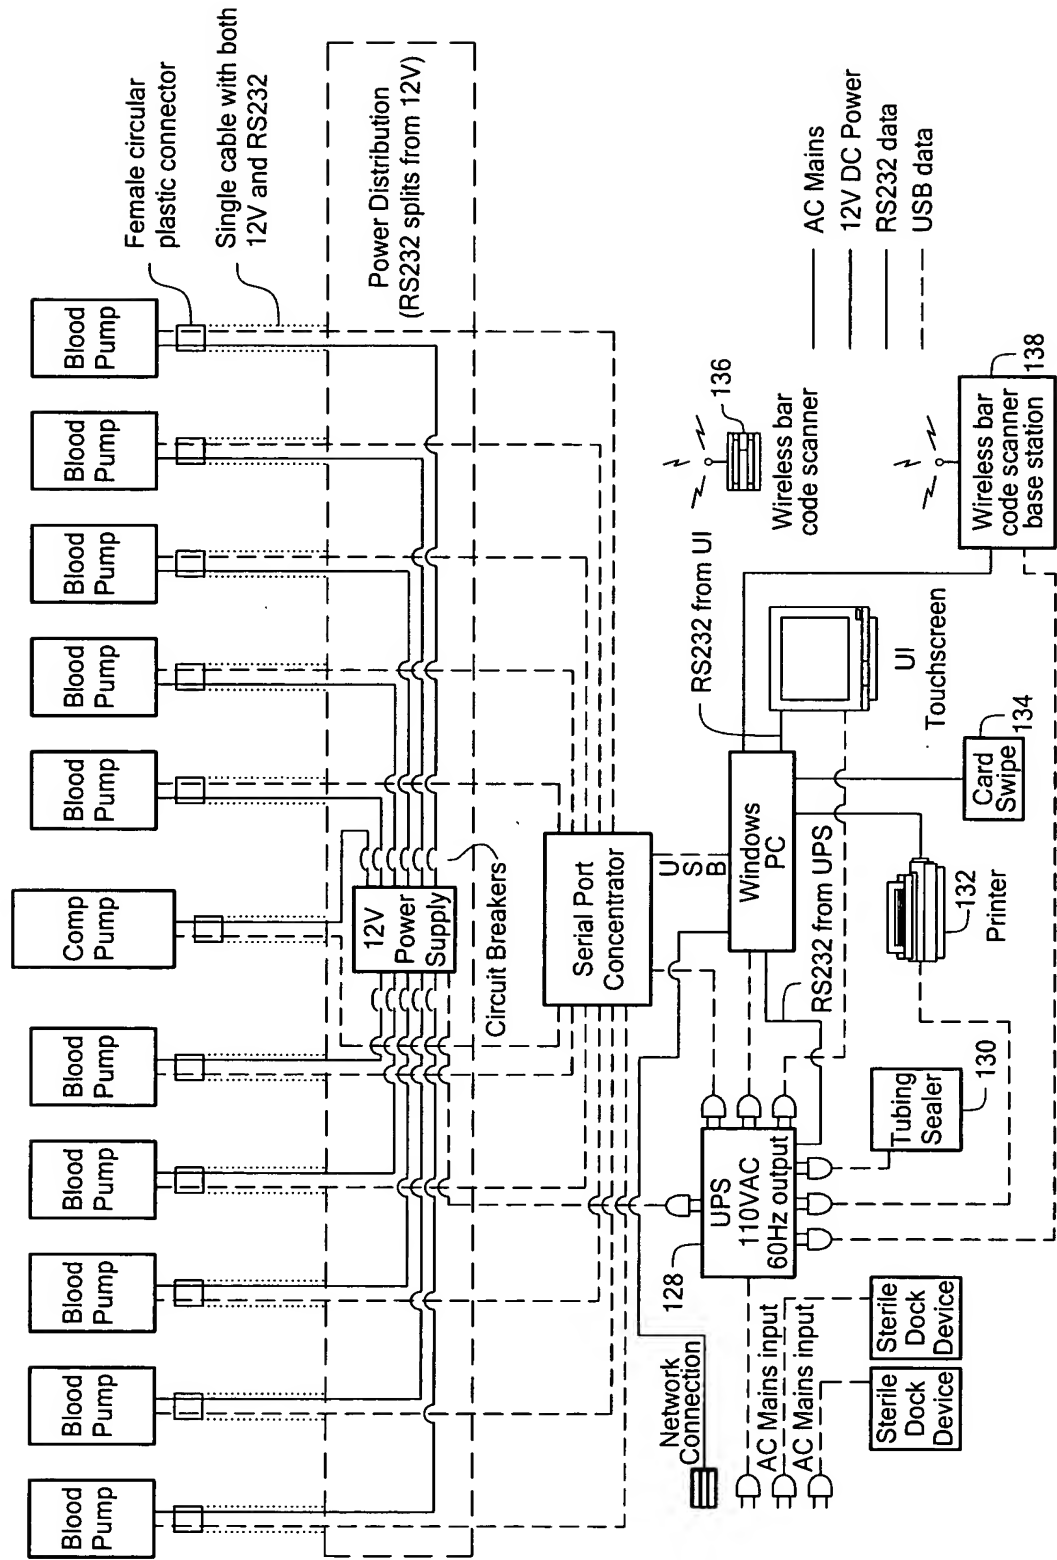 Blood
Pump
Blood
Pump
Blood
Pump
Blood
Pump
Blood
Pump
Comp
Pump
Blood
Pump
Blood
Pump
Blood
Pump
Blood
Pump
Blood
Pump
Female circular
plastic connector
Single cable with both
12V and RS232
Power Distribution
(RS232 splits from 12V)
12V
Power
Supply
Circuit Breakers
Serial Port
Concentrator
USB
Windows
PC
RS232 from UI
UI
Touchscreen
136
Wireless bar
code scanner
AC Mains
12V DC Power
RS232 data
USB data
138
Wireless bar
code scanner
base station
134
Card
Swipe
132
Printer
RS232 from UPS
130
Tubing
Sealer
128
UPS
110VAC
60Hz output
Network
Connection
AC Mains input
AC Mains input
Sterile
Dock
Device
Sterile
Dock
Device